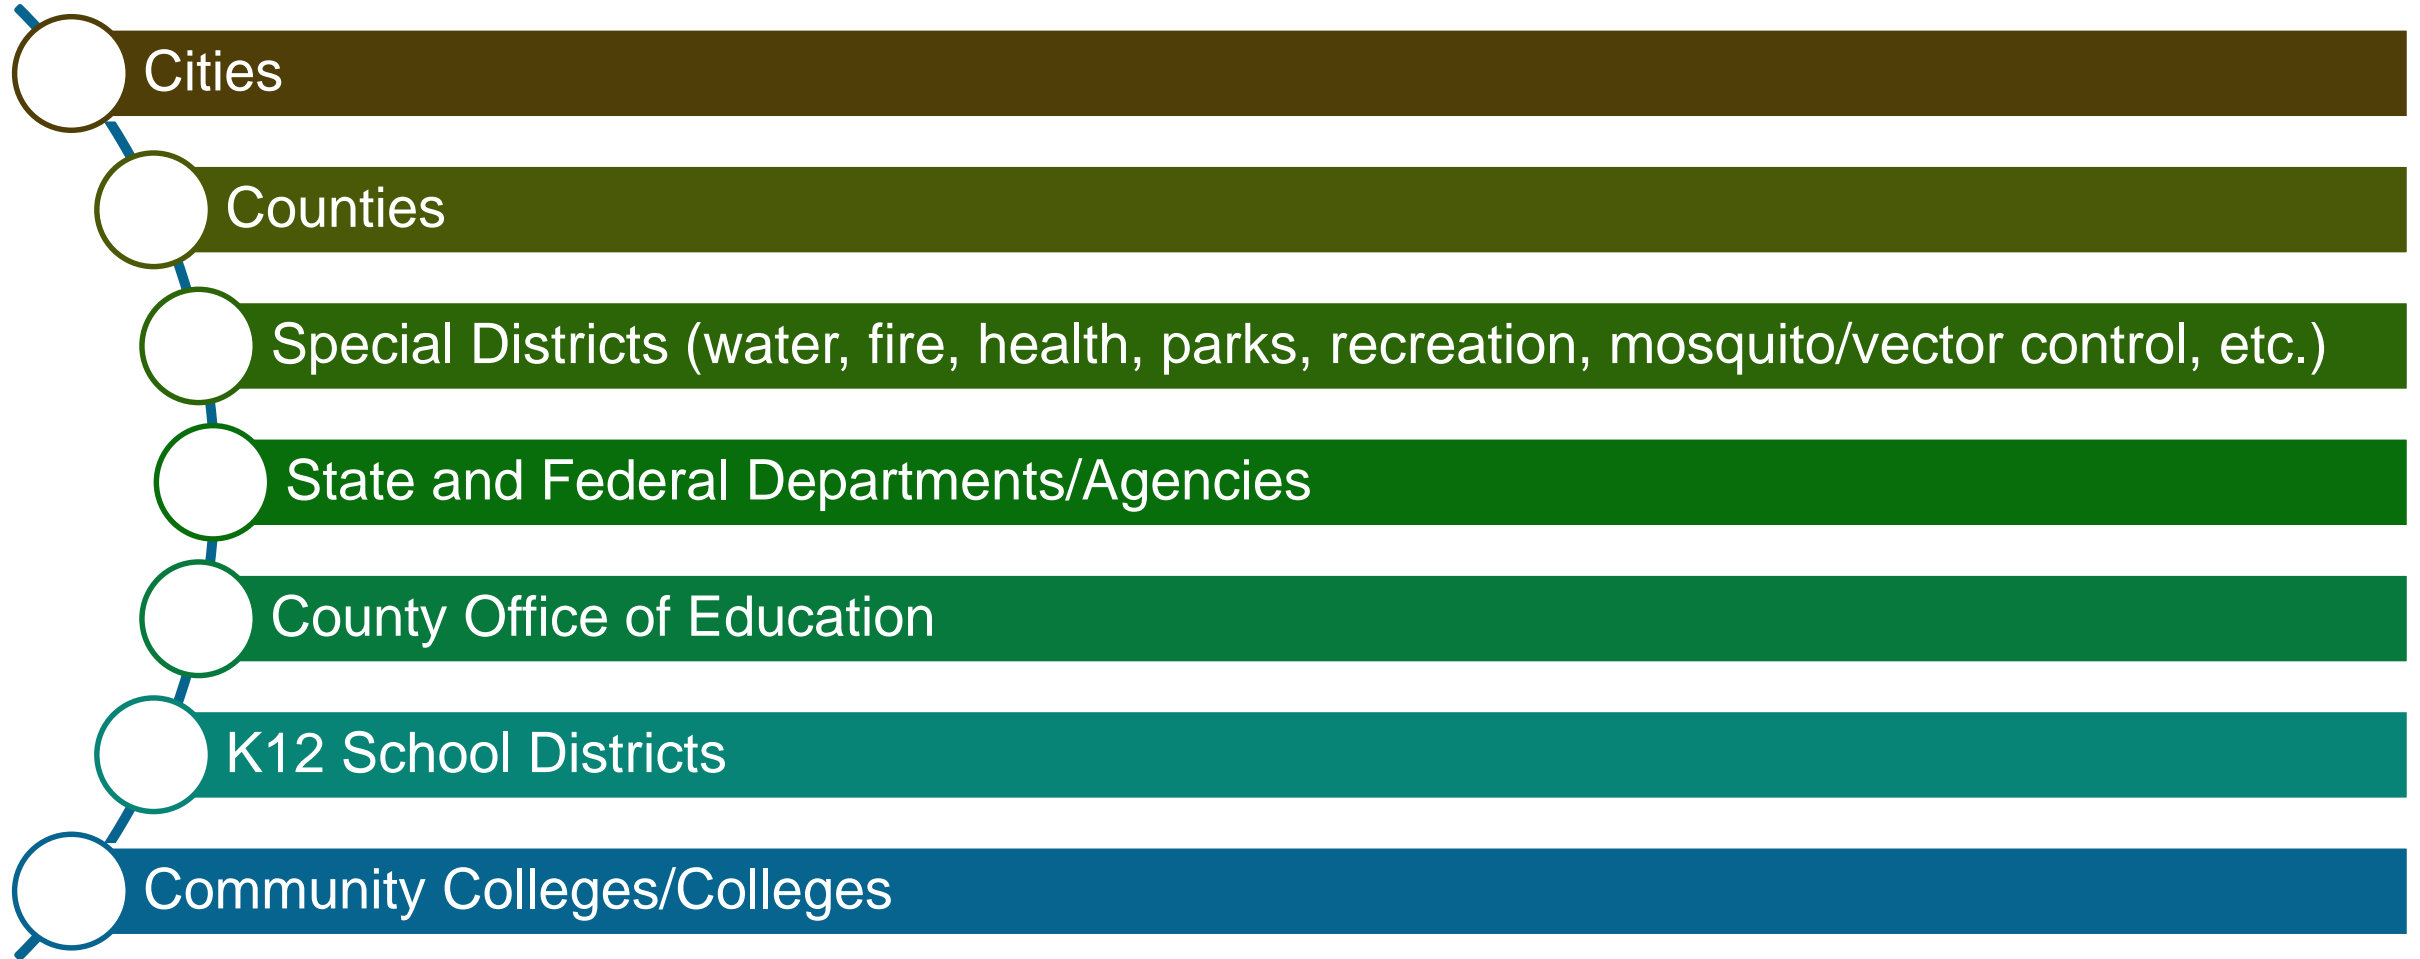 Cities
Counties
Special Districts (water, fire, health, parks, recreation, mosquito/vector control, etc.)
State and Federal Departments/Agencies
County Office of Education
K12 School Districts
Community Colleges/Colleges